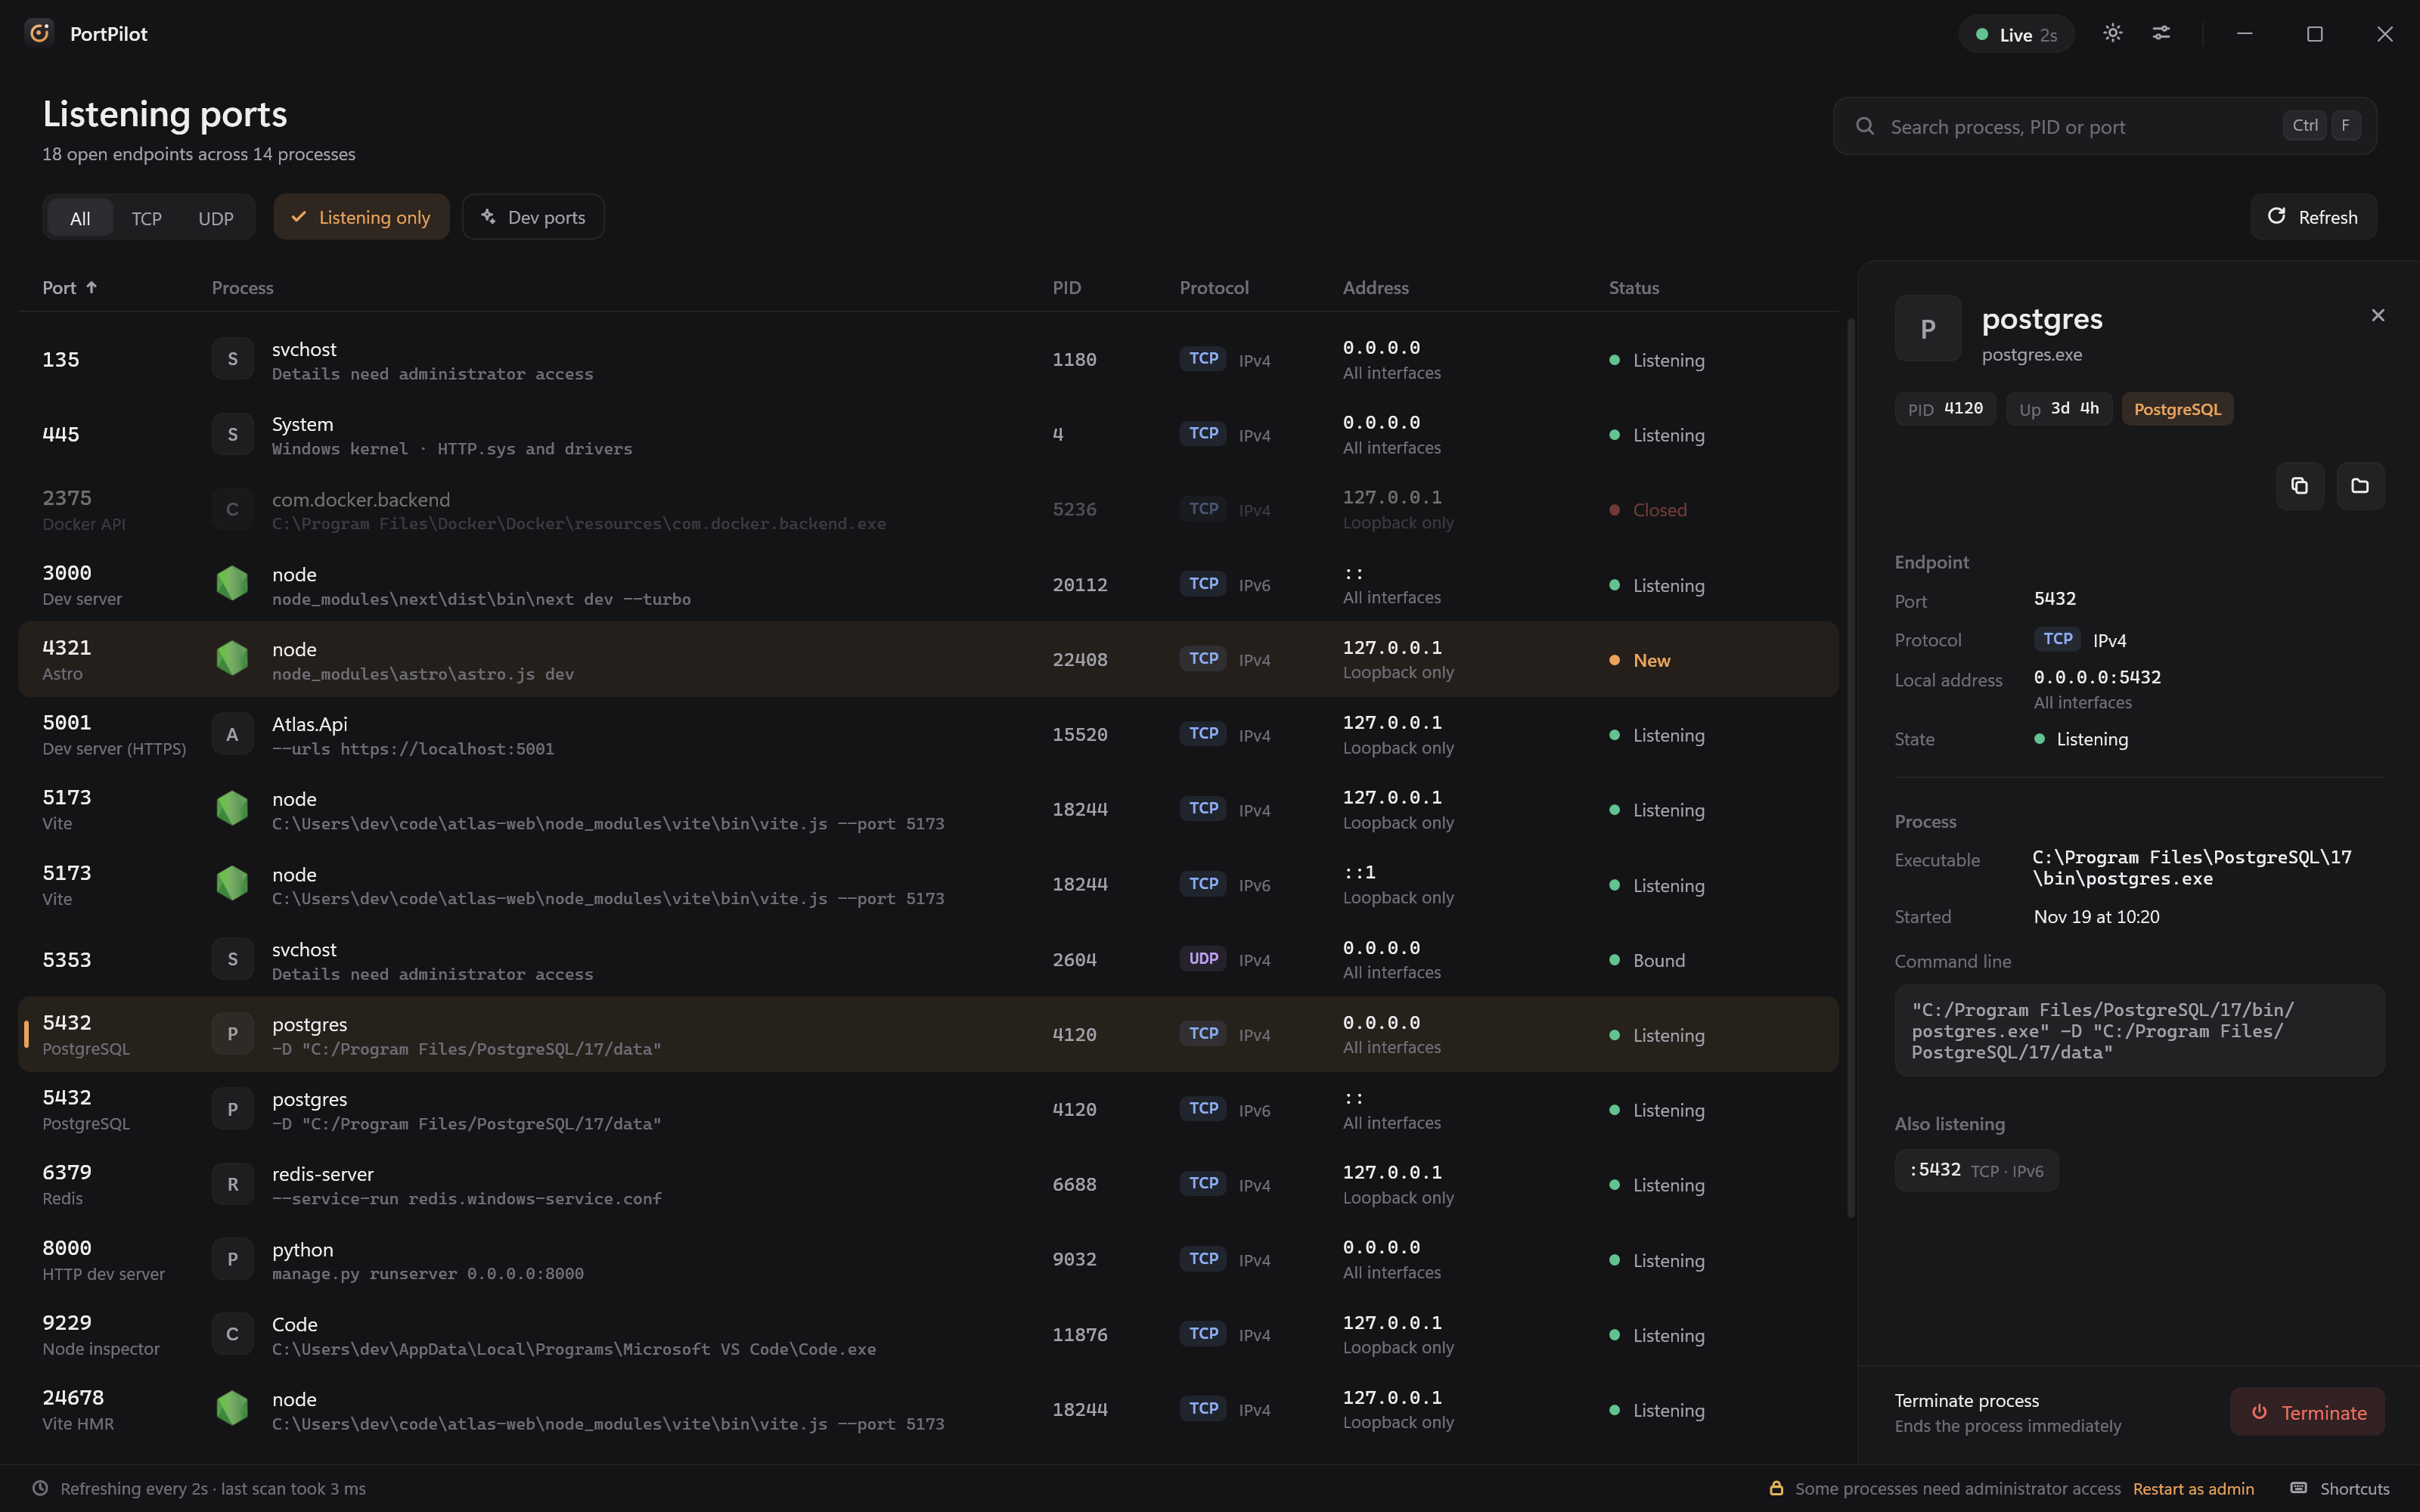 PortPilot
Live 2s
Listening ports
18 open endpoints across 14 processes
Search process, PID or port
Ctrl F
All TCP UDP
Listening only
Dev ports
Refresh
Port Process PID Protocol Address Status
135 S svchost 1180 TCP IPv4 0.0.0.0 Listening
Details need administrator access All interfaces
445 S System 4 TCP IPv4 0.0.0.0 Listening
Windows kernel · HTTP.sys and drivers All interfaces
2375 C com.docker.backend 5236 TCP IPv4 127.0.0.1 Closed
Docker API C:\Program Files\Docker\Docker\resources\com.docker.backend.exe Loopback only
3000 node 20112 TCP IPv6 :: Listening
Dev server node_modules\next\dist\bin\next dev --turbo All interfaces
4321 node 22408 TCP IPv4 127.0.0.1 New
Astro node_modules\astro\astro.js dev Loopback only
5001 A Atlas.Api 15520 TCP IPv4 127.0.0.1 Listening
Dev server (HTTPS) --urls https://localhost:5001 Loopback only
5173 node 18244 TCP IPv4 127.0.0.1 Listening
Vite C:\Users\dev\code\atlas-web\node_modules\vite\bin\vite.js --port 5173 Loopback only
5173 node 18244 TCP IPv6 ::1 Listening
Vite C:\Users\dev\code\atlas-web\node_modules\vite\bin\vite.js --port 5173 Loopback only
5353 S svchost 2604 UDP IPv4 0.0.0.0 Bound
Details need administrator access All interfaces
5432 P postgres 4120 TCP IPv4 0.0.0.0 Listening
PostgreSQL -D "C:/Program Files/PostgreSQL/17/data" All interfaces
5432 P postgres 4120 TCP IPv6 :: Listening
PostgreSQL -D "C:/Program Files/PostgreSQL/17/data" All interfaces
6379 R redis-server 6688 TCP IPv4 127.0.0.1 Listening
Redis --service-run redis.windows-service.conf Loopback only
8000 P python 9032 TCP IPv4 0.0.0.0 Listening
HTTP dev server manage.py runserver 0.0.0.0:8000 All interfaces
9229 C Code 11876 TCP IPv4 127.0.0.1 Listening
Node inspector C:\Users\dev\AppData\Local\Programs\Microsoft VS Code\Code.exe Loopback only
24678 node 18244 TCP IPv4 127.0.0.1 Listening
Vite HMR C:\Users\dev\code\atlas-web\node_modules\vite\bin\vite.js --port 5173 Loopback only
P postgres
postgres.exe
PID 4120 Up 3d 4h PostgreSQL
Endpoint
Port 5432
Protocol TCP IPv4
Local address 0.0.0.0:5432
All interfaces
State Listening
Process
Executable C:\Program Files\PostgreSQL\17
\bin\postgres.exe
Started Nov 19 at 10:20
Command line
"C:/Program Files/PostgreSQL/17/bin/
postgres.exe" -D "C:/Program Files/
PostgreSQL/17/data"
Also listening
:5432 TCP · IPv6
Terminate process
Ends the process immediately
Terminate
Refreshing every 2s · last scan took 3 ms
Some processes need administrator access Restart as admin
Shortcuts